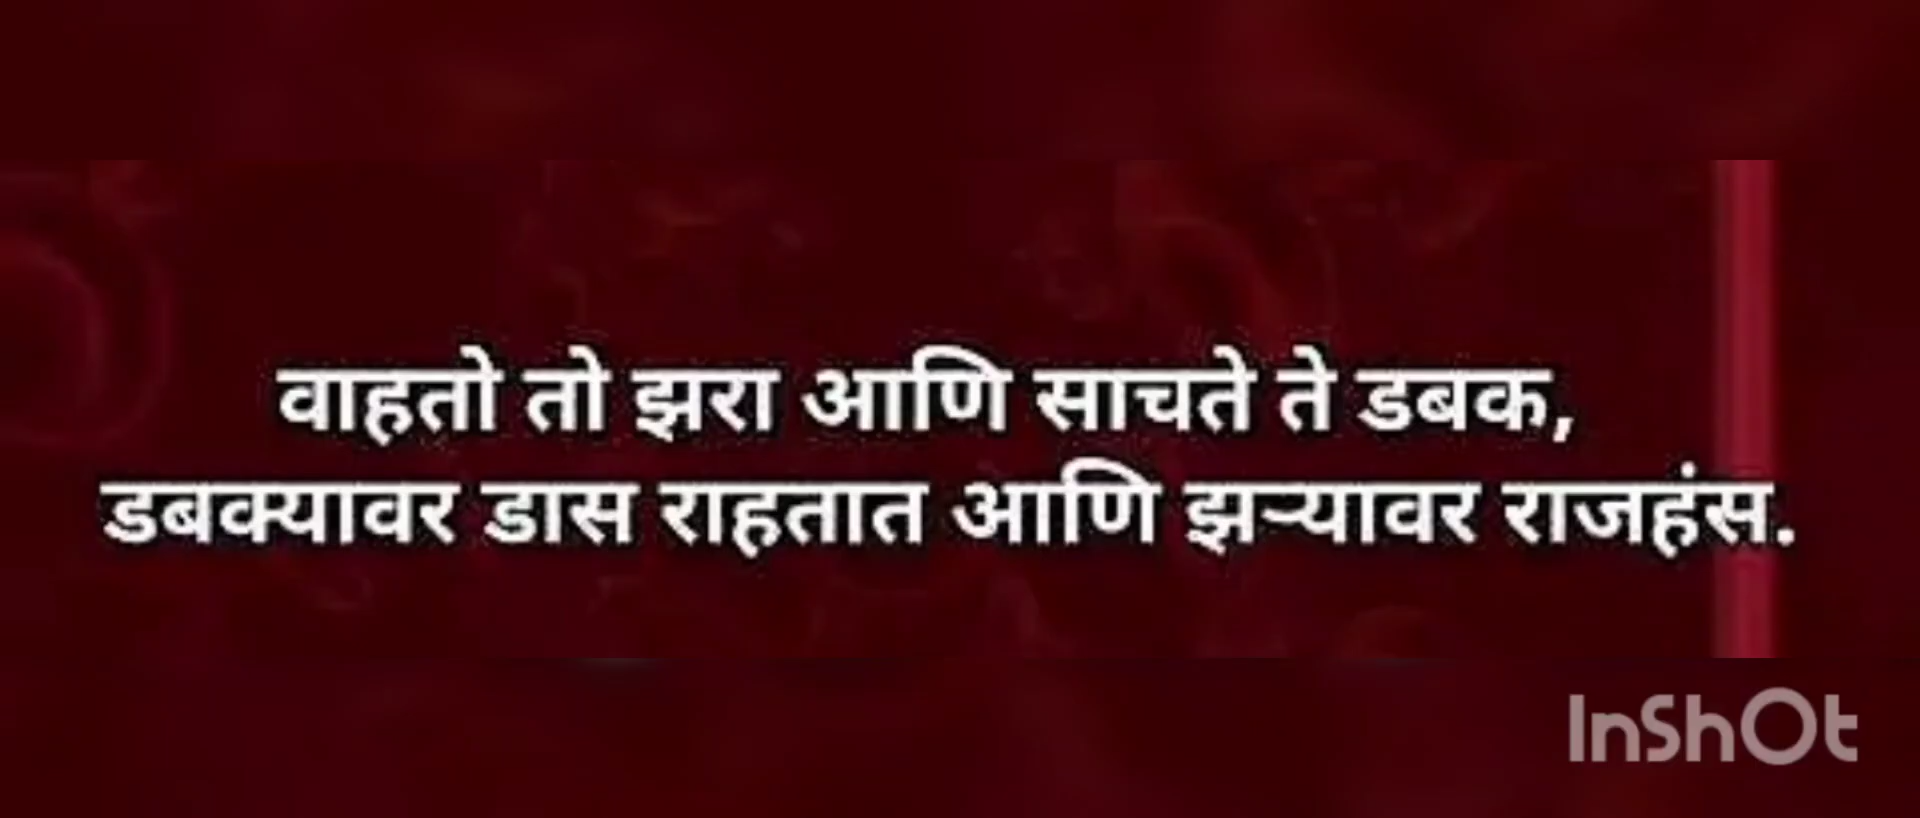 वाहतो तो झरा आणि साचते ते डबक,
डबक्यावर डास राहतात आणि झऱ्यावर राजहंस.
InShOt